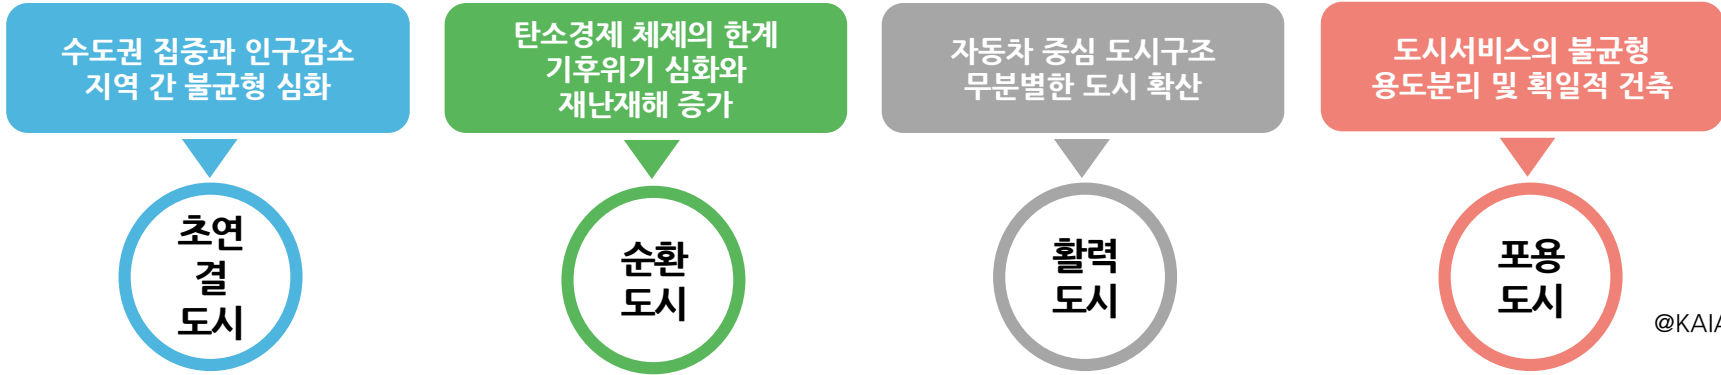 수도권 집중과 인구감소
지역 간 불균형 심화
탄소경제 체제의 한계
기후위기 심화와
재난재해 증가
자동차 중심 도시구조
무분별한 도시 확산
도시서비스의 불균형
용도분리 및 획일적 건축
초연
결
도시
순환
도시
활력
도시
포용
도시
@KAIA